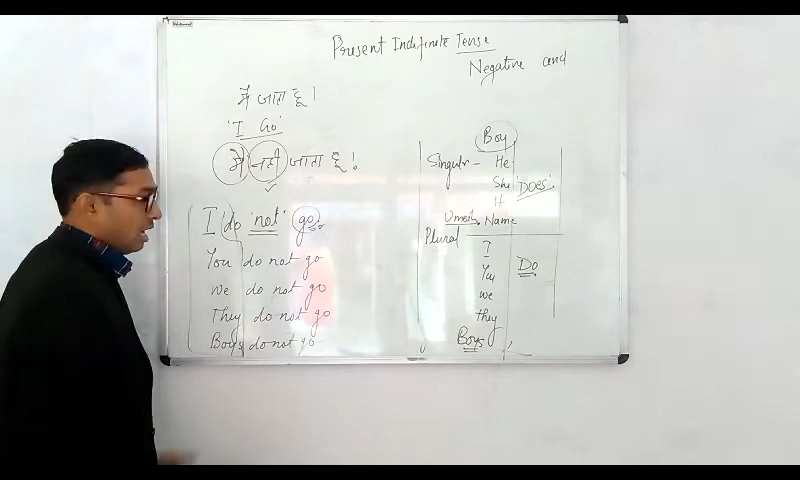 Present Indefinite Tense
Negative and
मैं जाता हूँ।
'I Go'
मैं नही जाता हूँ।
I do 'not' go
You do not go
We do not go
They do not go
Boys do not go
Boy
Singular - He
She 'DOES'
It
Name
Plural
I
You Do
we
they
Boys